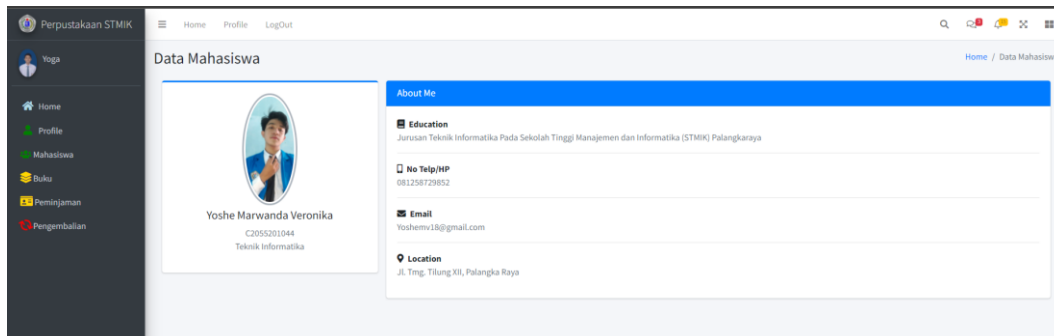 Perpustakaan STMIK
Home Profile LogOut
Yoga
Home
Profile
Mahasiswa
Buku
Peminjaman
Pengembalian
Data Mahasiswa
Home / Data Mahasisw
Yoshe Marwanda Veronika
C2055201044
Teknik Informatika
About Me
Education
Jurusan Teknik Informatika Pada Sekolah Tinggi Manajemen dan Informatika (STMIK) Palangkaraya
No Telp/HP
081258729852
Email
Yoshemv18@gmail.com
Location
Jl. Tmg. Tilung XII, Palangka Raya